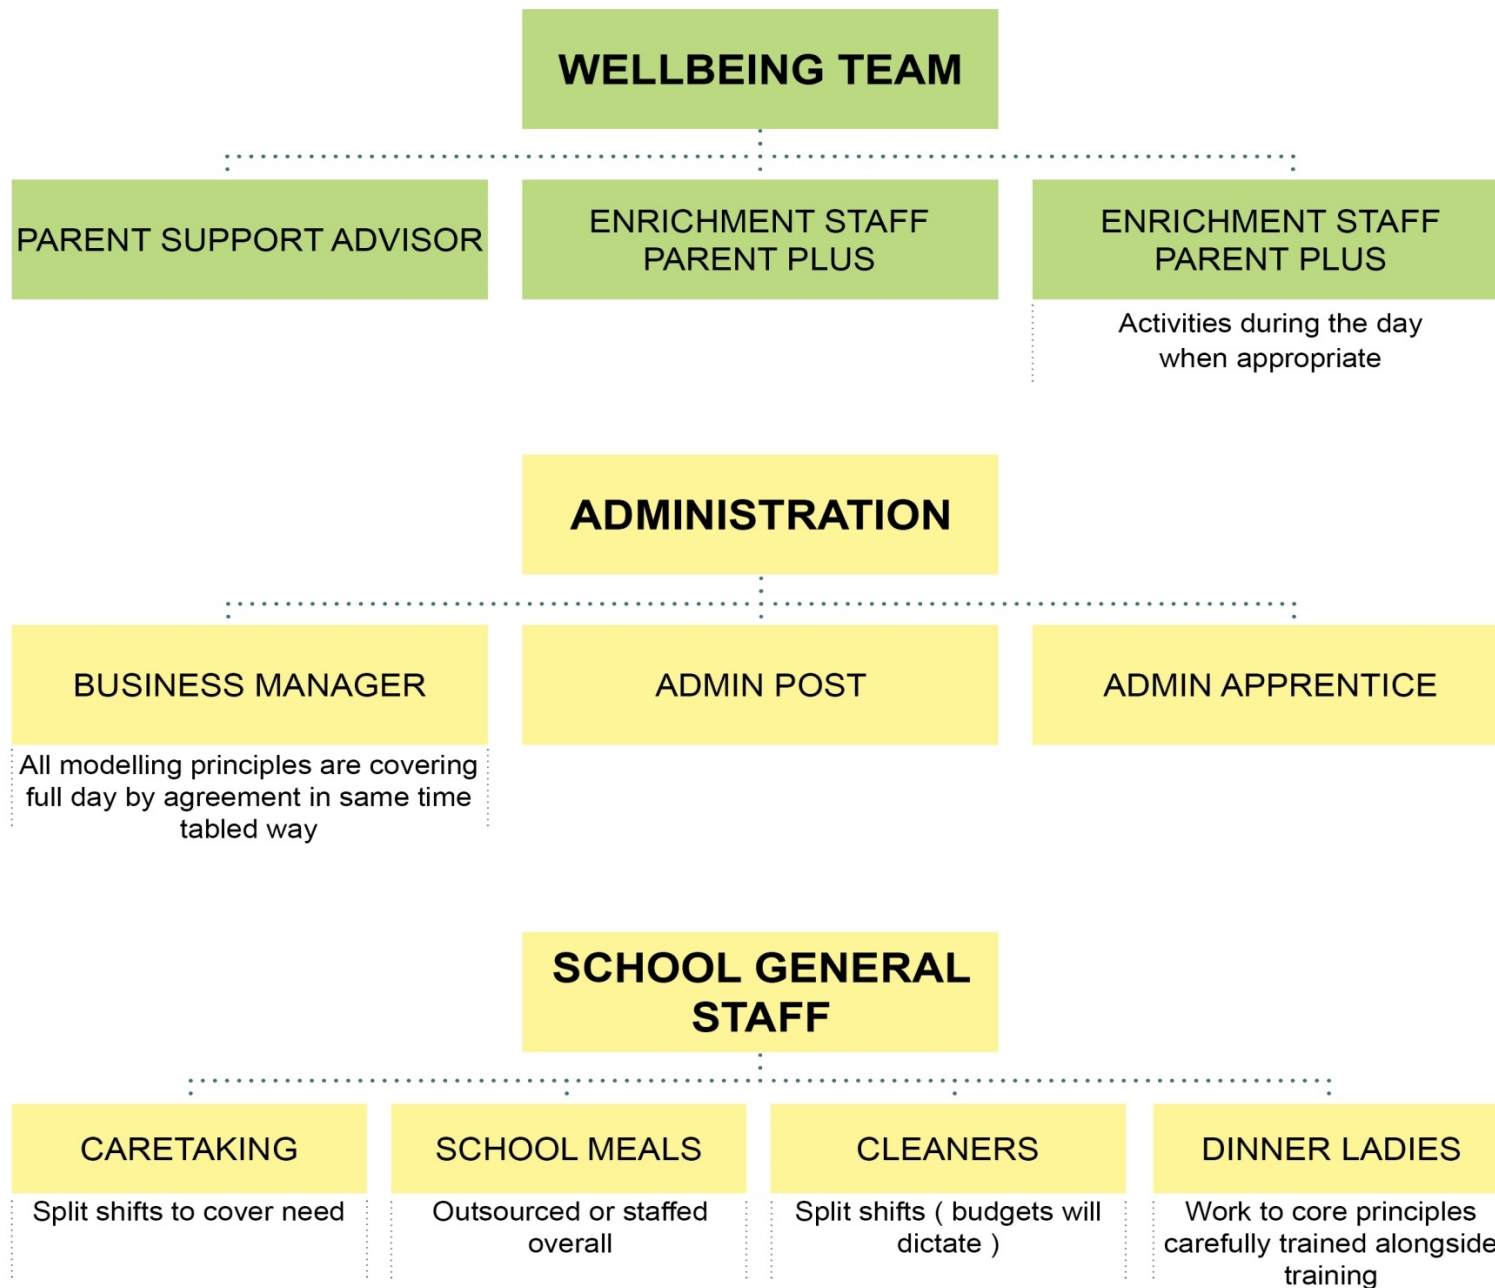 WELLBEING TEAM
PARENT SUPPORT ADVISOR
ENRICHMENT STAFF
PARENT PLUS
ENRICHMENT STAFF
PARENT PLUS
Activities during the day
when appropriate
ADMINISTRATION
BUSINESS MANAGER
ADMIN POST
ADMIN APPRENTICE
All modelling principles are covering
full day by agreement in same time
tabled way
SCHOOL GENERAL
STAFF
CARETAKING
SCHOOL MEALS
CLEANERS
DINNER LADIES
Split shifts to cover need
Outsourced or staffed
overall
Split shifts ( budgets will
dictate )
Work to core principles
carefully trained alongside
training